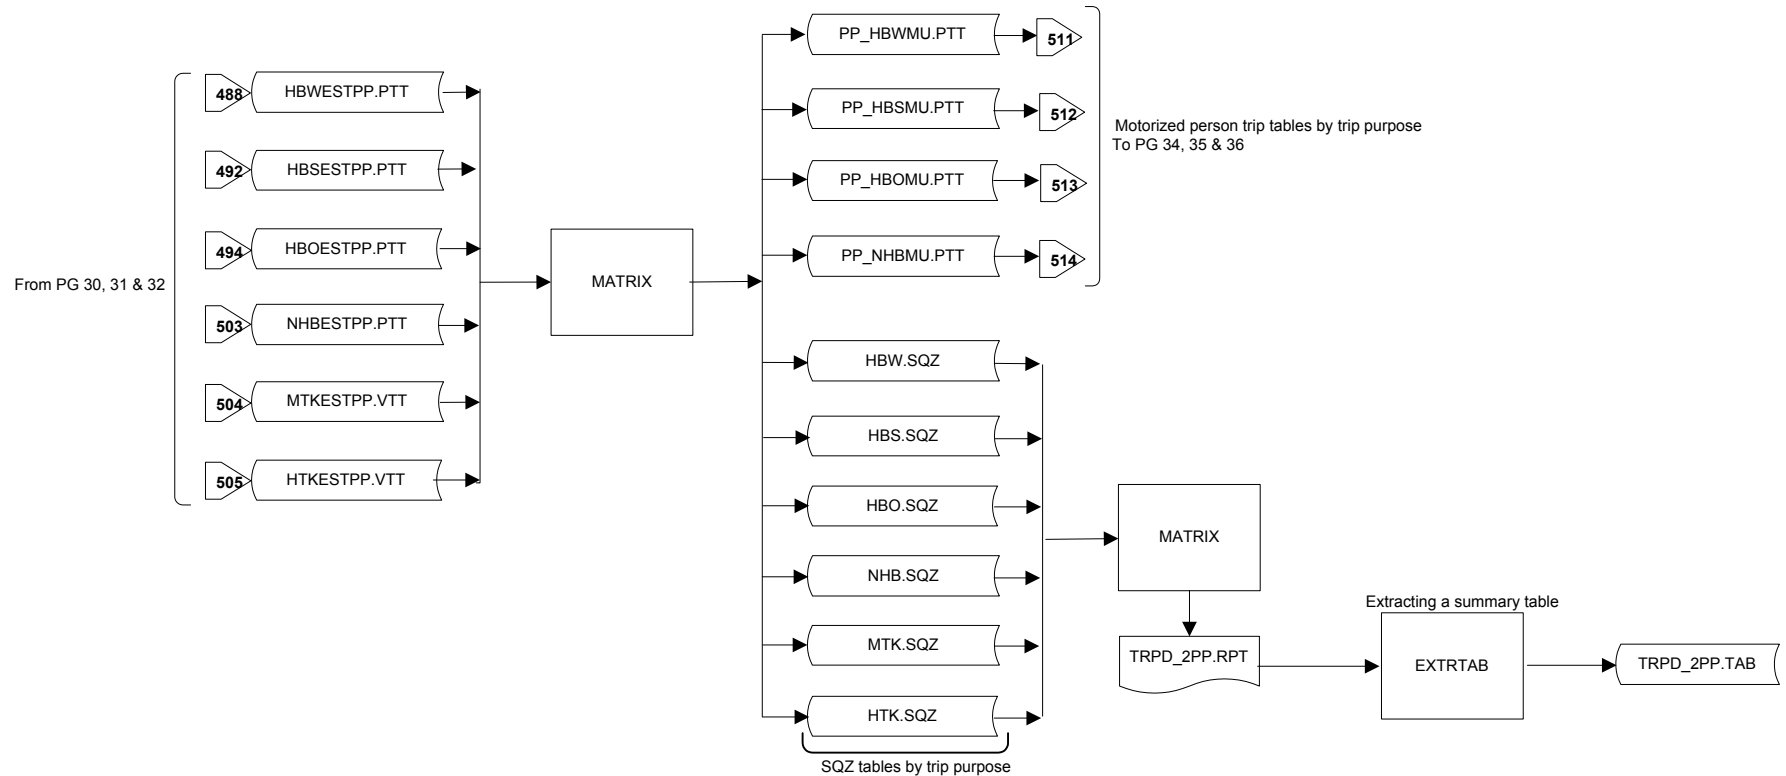 From PG 30, 31 & 32
488
HBWESTPP.PTT
492
HBSESTPP.PTT
494
HBOESTPP.PTT
503
NHBESTPP.PTT
504
MTKESTPP.VTT
505
HTKESTPP.VTT
MATRIX
PP_HBWMU.PTT
511
PP_HBSMU.PTT
512
PP_HBOMU.PTT
513
PP_NHBMU.PTT
514
Motorized person trip tables by trip purpose
To PG 34, 35 & 36
HBW.SQZ
HBS.SQZ
HBO.SQZ
NHB.SQZ
MTK.SQZ
HTK.SQZ
SQZ tables by trip purpose
MATRIX
TRPD_2PP.RPT
Extracting a summary table
EXTRTAB
TRPD_2PP.TAB